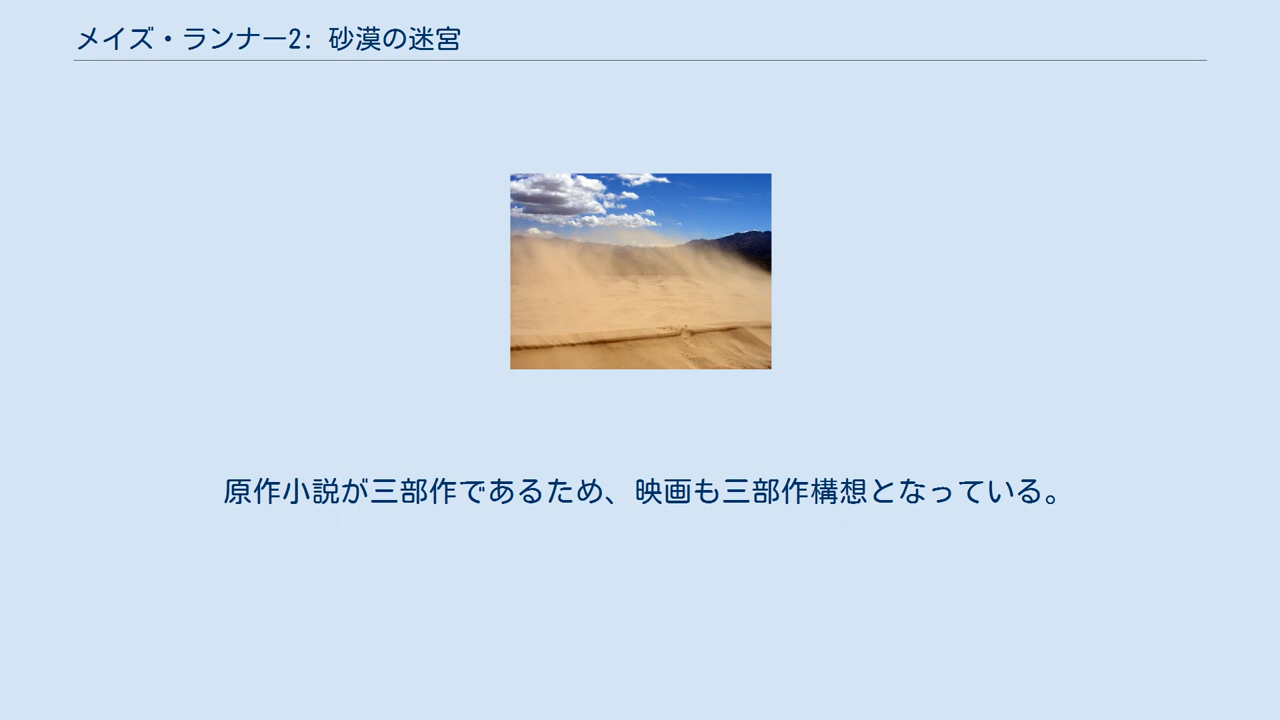 メイズ・ランナー2: 砂漠の迷宮
原作小説が三部作であるため、映画も三部作構想となっている。